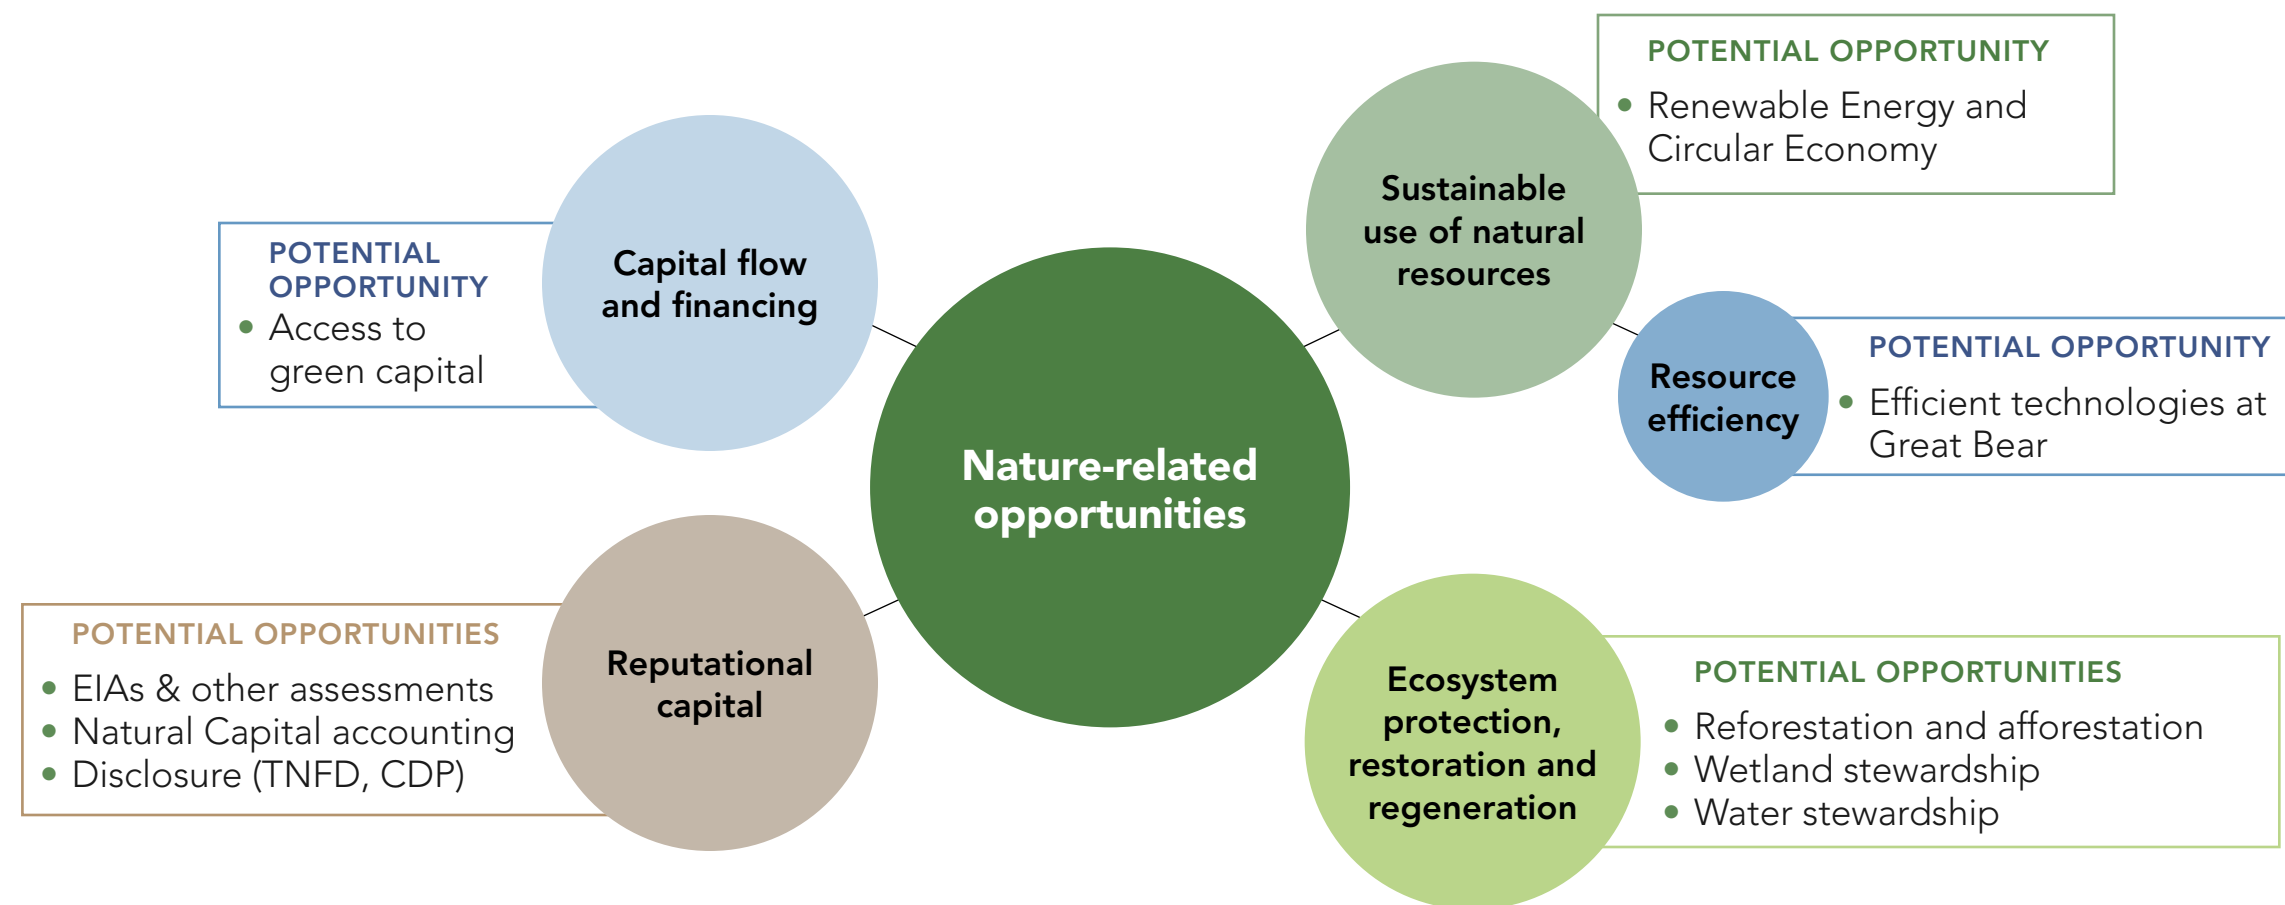 Nature-related
opportunities
Capital flow
and financing
POTENTIAL
OPPORTUNITY
• Access to
green capital
Sustainable
use of natural
resources
POTENTIAL OPPORTUNITY
• Renewable Energy and
Circular Economy
Resource
efficiency
POTENTIAL OPPORTUNITY
• Efficient technologies at
Great Bear
Reputational
capital
POTENTIAL OPPORTUNITIES
• EIAs & other assessments
• Natural Capital accounting
• Disclosure (TNFD, CDP)
Ecosystem
protection,
restoration and
regeneration
POTENTIAL OPPORTUNITIES
• Reforestation and afforestation
• Wetland stewardship
• Water stewardship